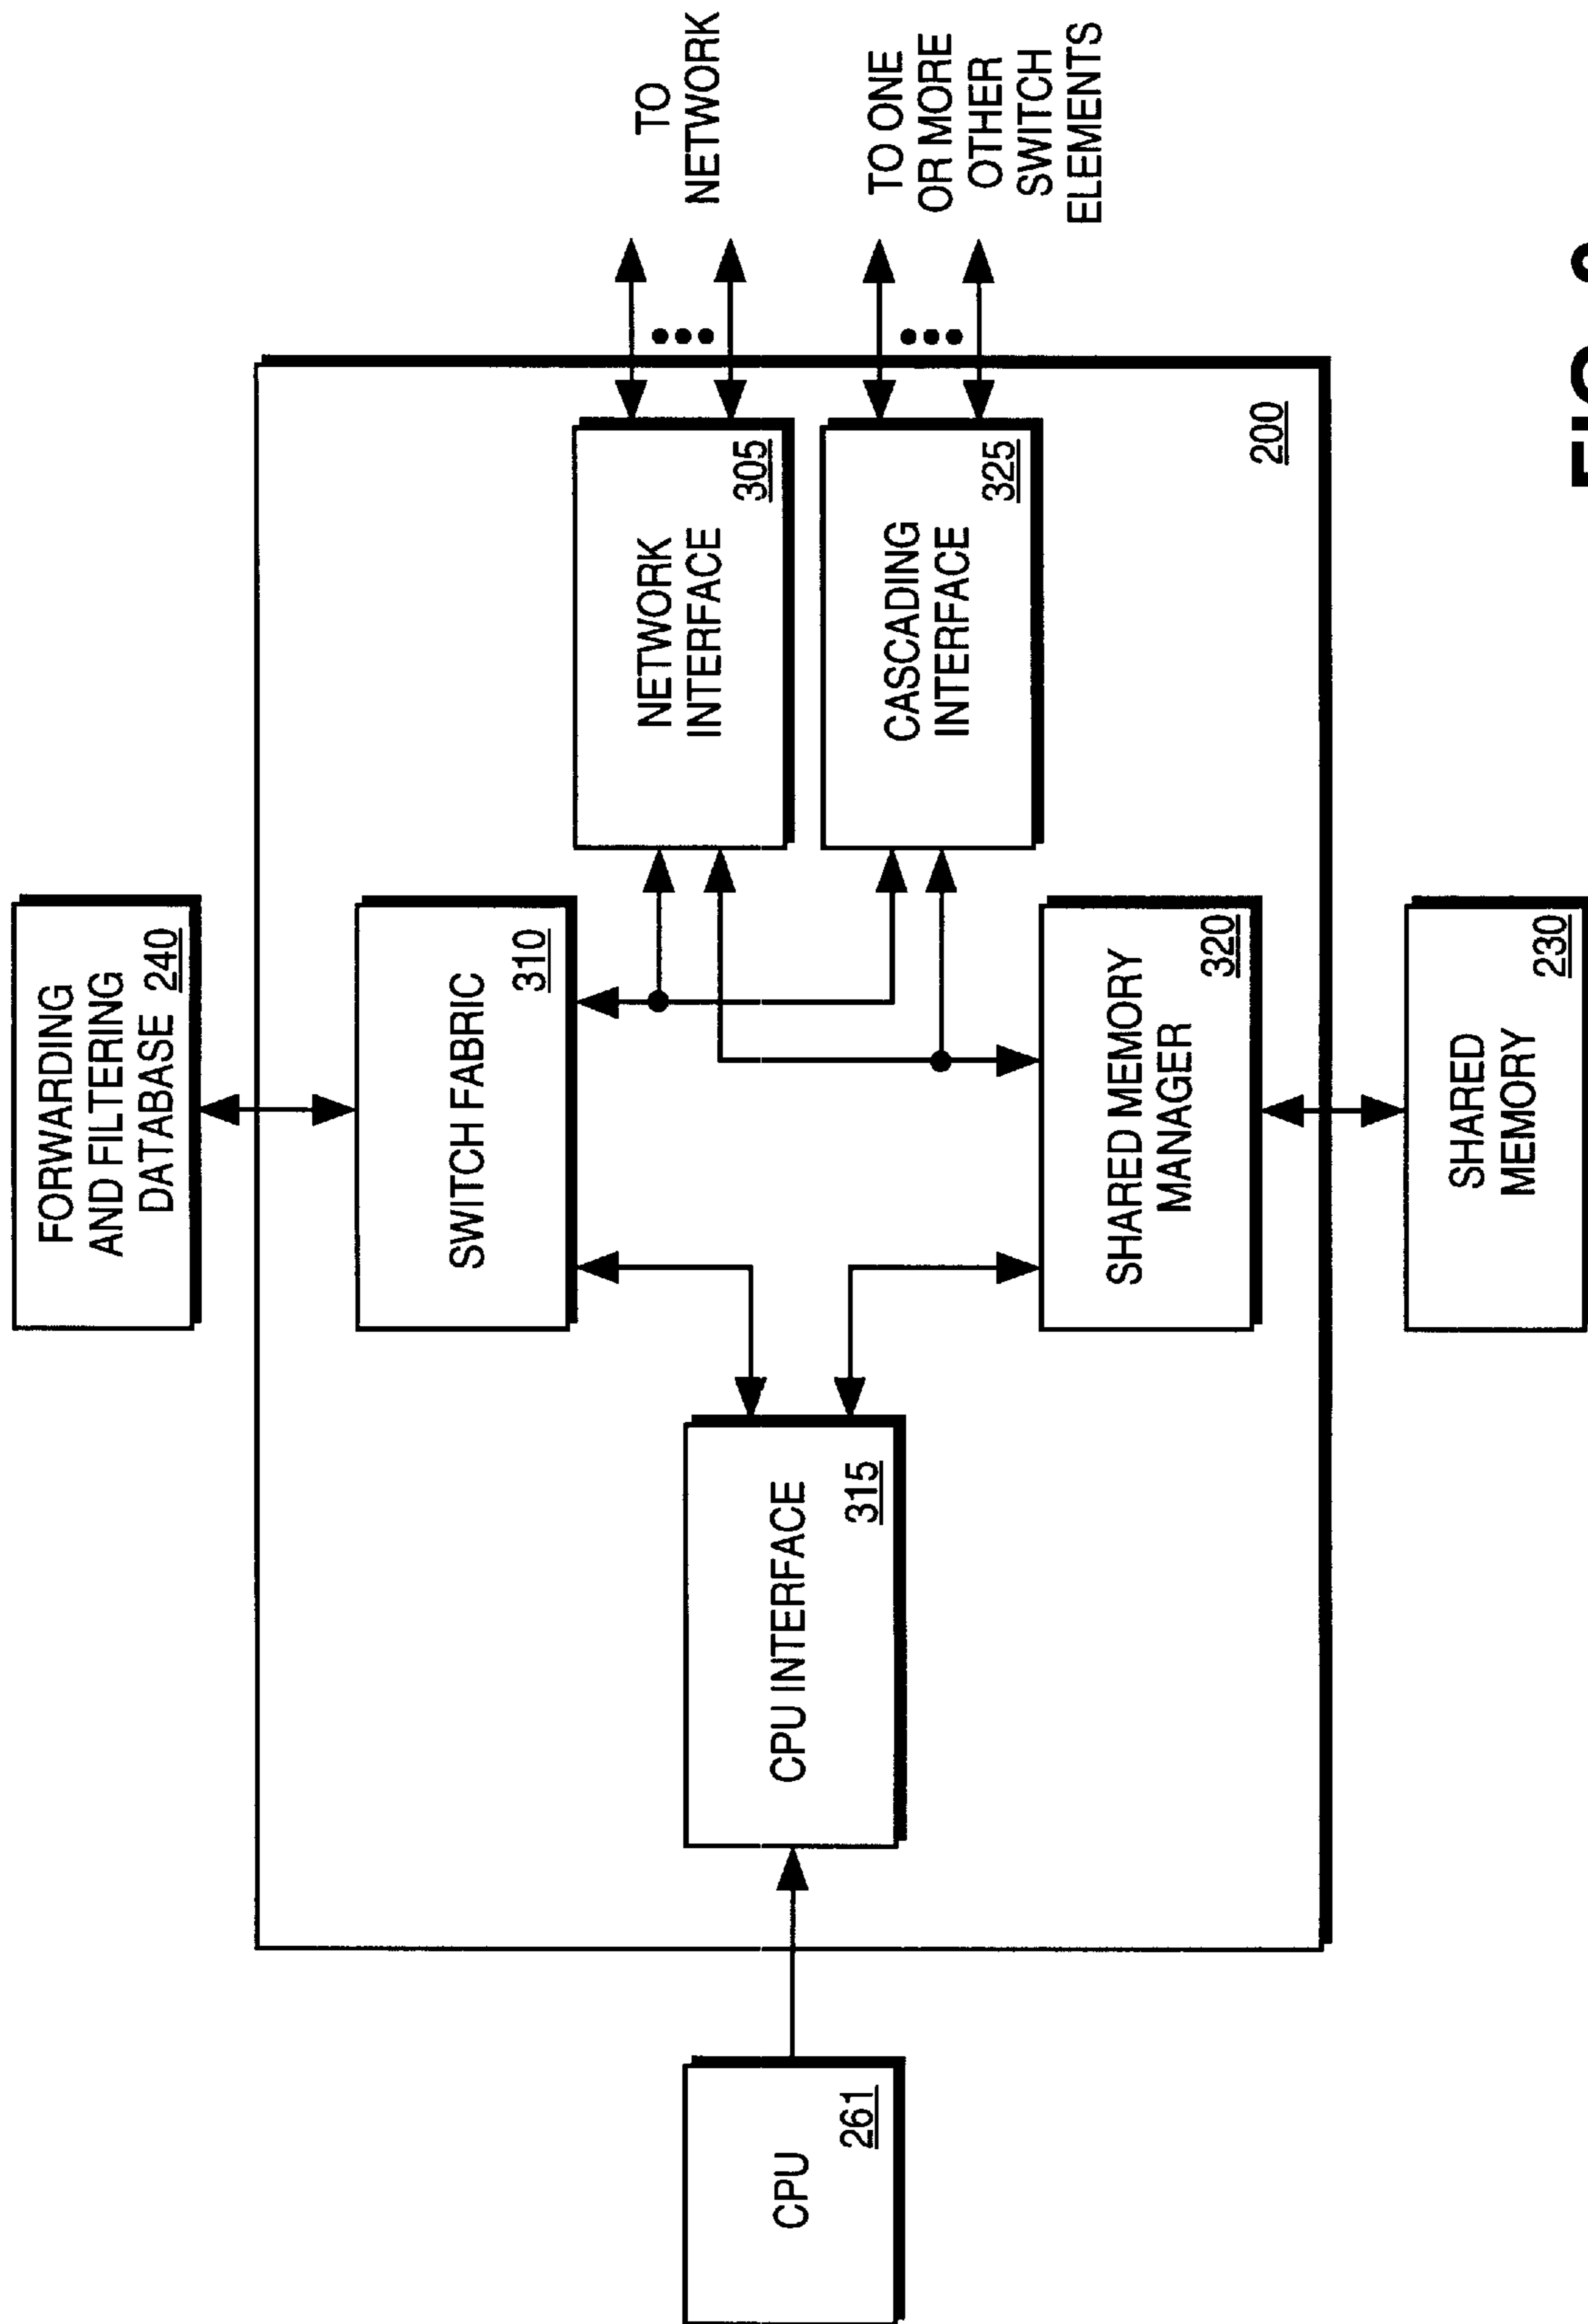 FORWARDING
AND FILTERING
DATABASE 240
SWITCH FABRIC
310
CPU
261
CPU INTERFACE
315
NETWORK
INTERFACE
305
TO
NETWORK
CASCADING
INTERFACE
325
TO ONE
OR MORE
OTHER
SWITCH
ELEMENTS
SHARED MEMORY
MANAGER
320
200
SHARED
MEMORY
230